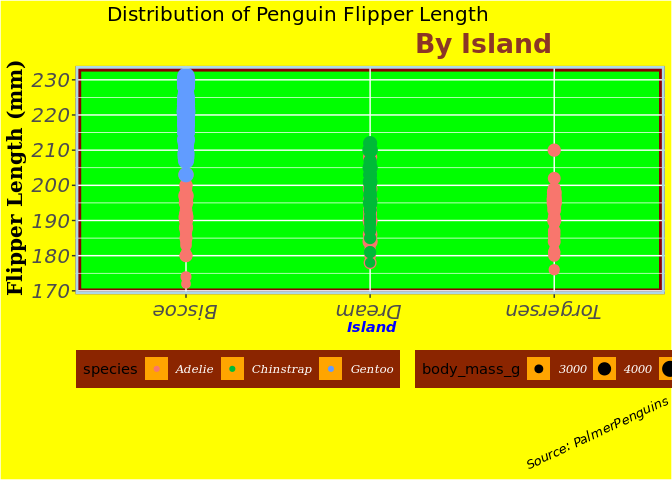 Distribution of Penguin Flipper Length
By Island
Flipper Length (mm)
230
220
210
200
190
180
170
Biscoe Dream Torgersen
Island
species Adelie Chinstrap Gentoo
body_mass_g 3000 4000
Source: PalmerPenguins